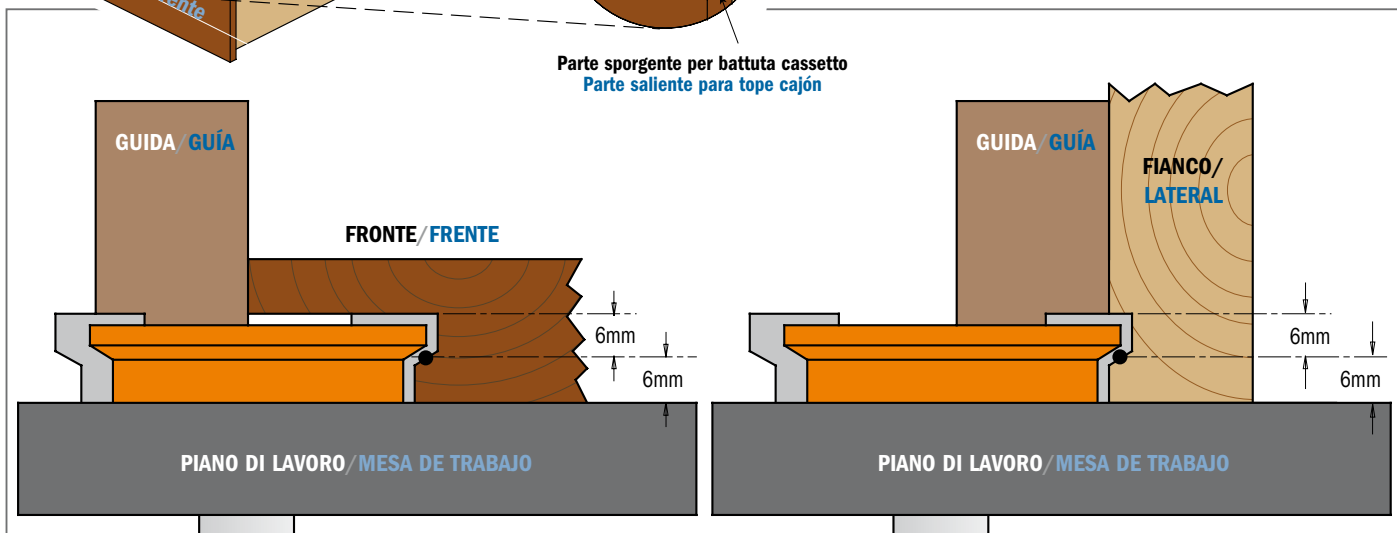 ente
Parte sporgente per battuta cassetto
Parte saliente para tope cajón
GUIDA/GUÍA
FRONTE/FRENTE
6mm
6mm
PIANO DI LAVORO/MESA DE TRABAJO
GUIDA/GUÍA
FIANCO/
LATERAL
6mm
6mm
PIANO DI LAVORO/MESA DE TRABAJO